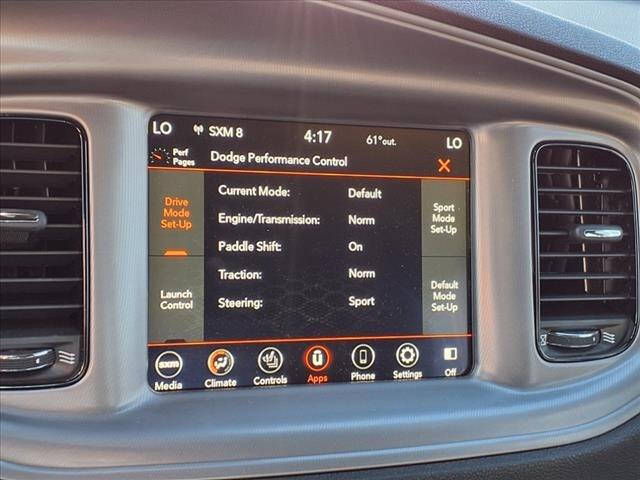 LO SXM 8 4:17 61°out. LO
Perf
Pages
Dodge Performance Control X
Drive
Mode
Set-Up
Current Mode: Default
Engine/Transmission: Norm
Paddle Shift: On
Traction: Norm
Steering: Sport
Sport
Mode
Set-Up
Launch
Control
Default
Mode
Set-Up
sxm
Media Climate Controls Apps Phone Settings Off